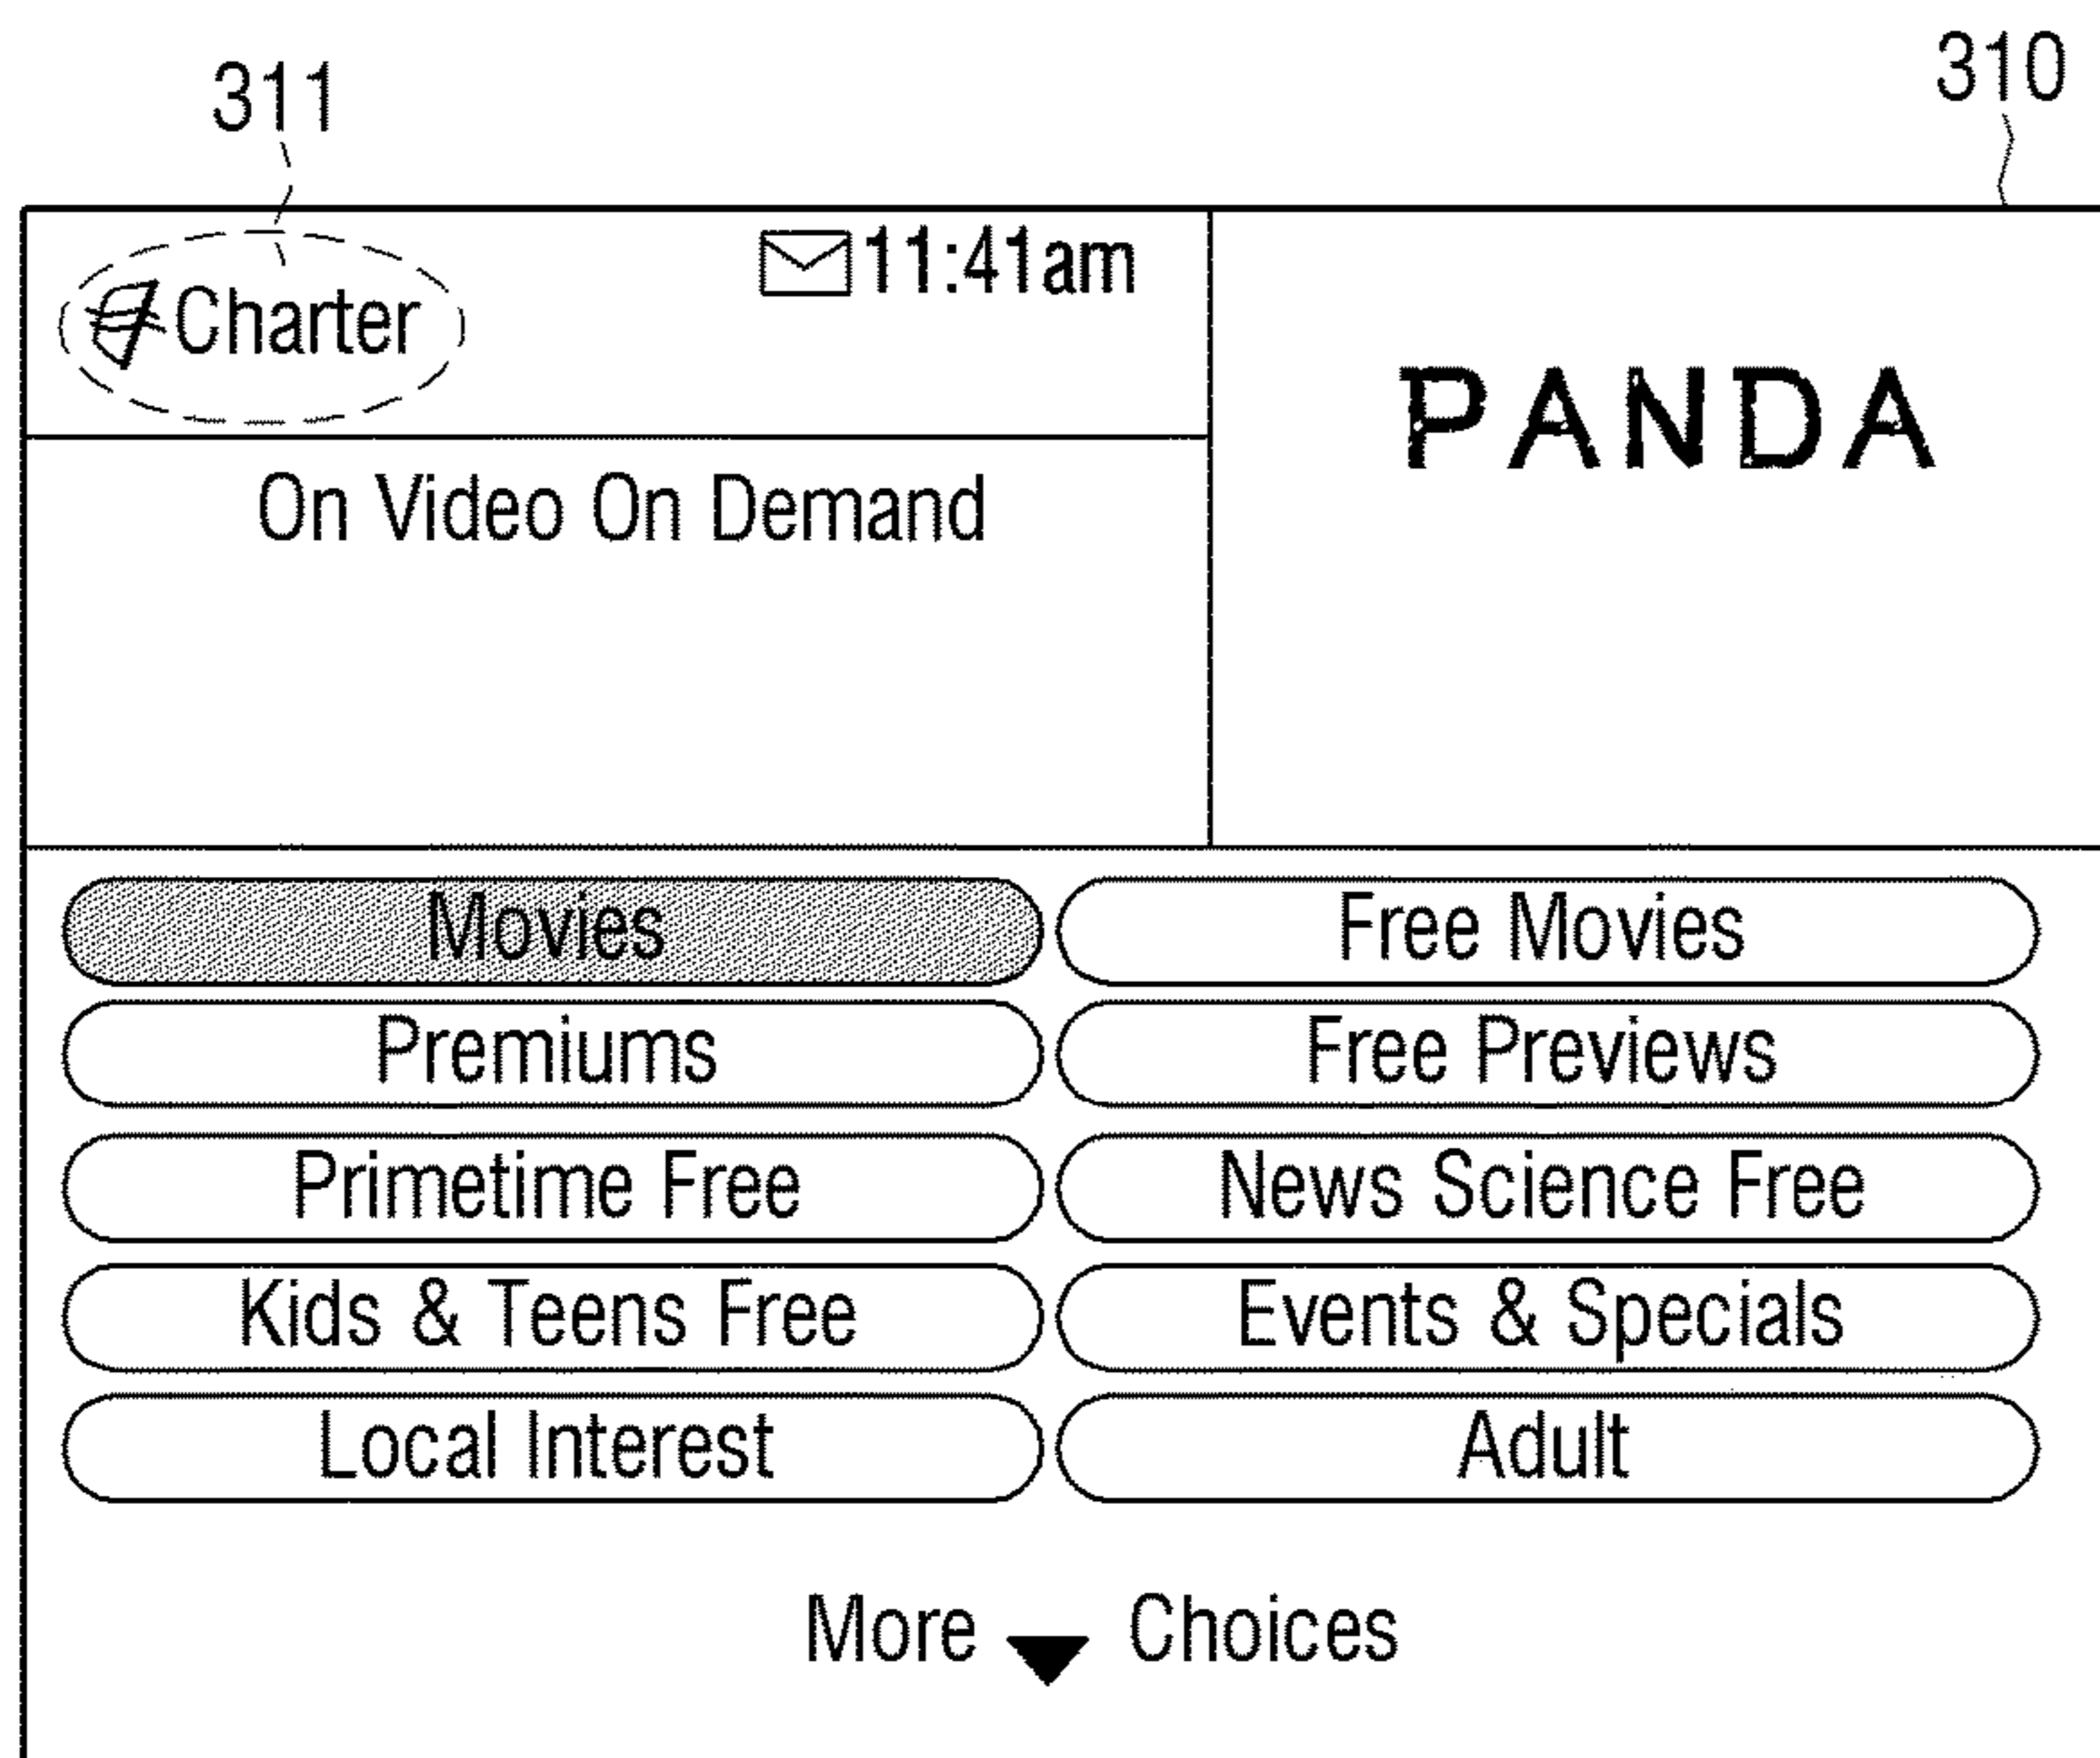 311
310
Charter
11:41am
PANDA
On Video On Demand
Movies
Free Movies
Premiums
Free Previews
Primetime Free
News Science Free
Kids & Teens Free
Events & Specials
Local Interest
Adult
More Choices